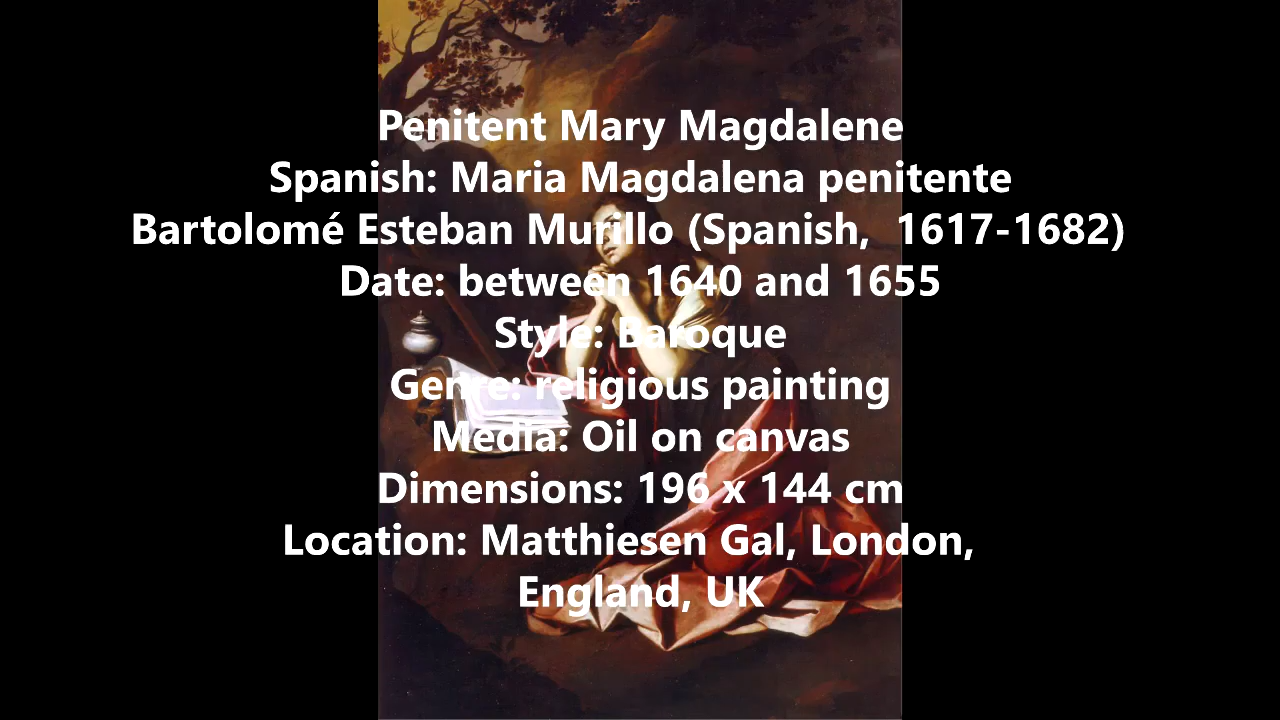 Penitent Mary Magdalene
Spanish: Maria Magdalena penitente
Bartolomé Esteban Murillo (Spanish,  1617-1682)
Date: between 1640 and 1655
Style: Baroque
Genre: religious painting
Media: Oil on canvas
Dimensions: 196 x 144 cm
Location: Matthiesen Gal, London,
England, UK